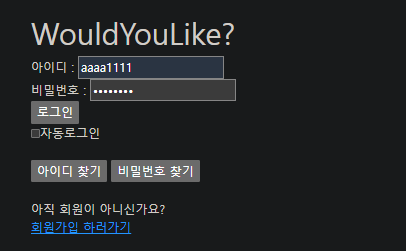 WouldYouLike?
아이디 : aaaa1111
비밀번호 : ••••••••
로그인
자동로그인
아이디 찾기 비밀번호 찾기
아직 회원이 아니신가요?
회원가입 하러가기